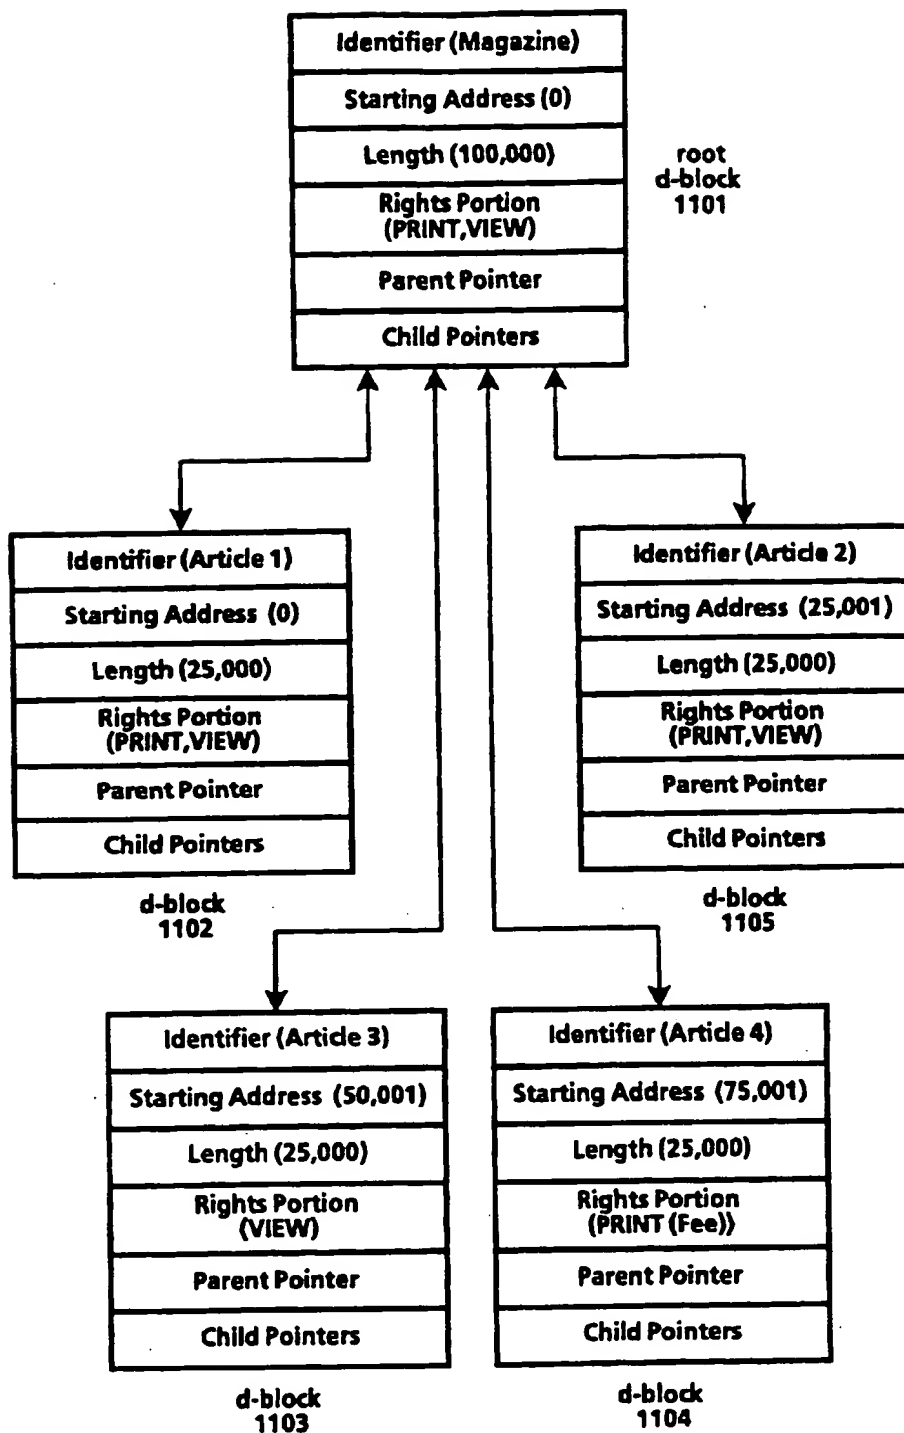 Identifier (Magazine)
Starting Address (0)
Length (100,000)
Rights Portion
(PRINT,VIEW)
Parent Pointer
Child Pointers
root
d-block
1101
Identifier (Article 1)
Starting Address (0)
Length (25,000)
Rights Portion
(PRINT,VIEW)
Parent Pointer
Child Pointers
d-block
1102
Identifier (Article 2)
Starting Address (25,001)
Length (25,000)
Rights Portion
(PRINT,VIEW)
Parent Pointer
Child Pointers
d-block
1105
Identifier (Article 3)
Starting Address (50,001)
Length (25,000)
Rights Portion
(VIEW)
Parent Pointer
Child Pointers
d-block
1103
Identifier (Article 4)
Starting Address (75,001)
Length (25,000)
Rights Portion
(PRINT (Fee))
Parent Pointer
Child Pointers
d-block
1104